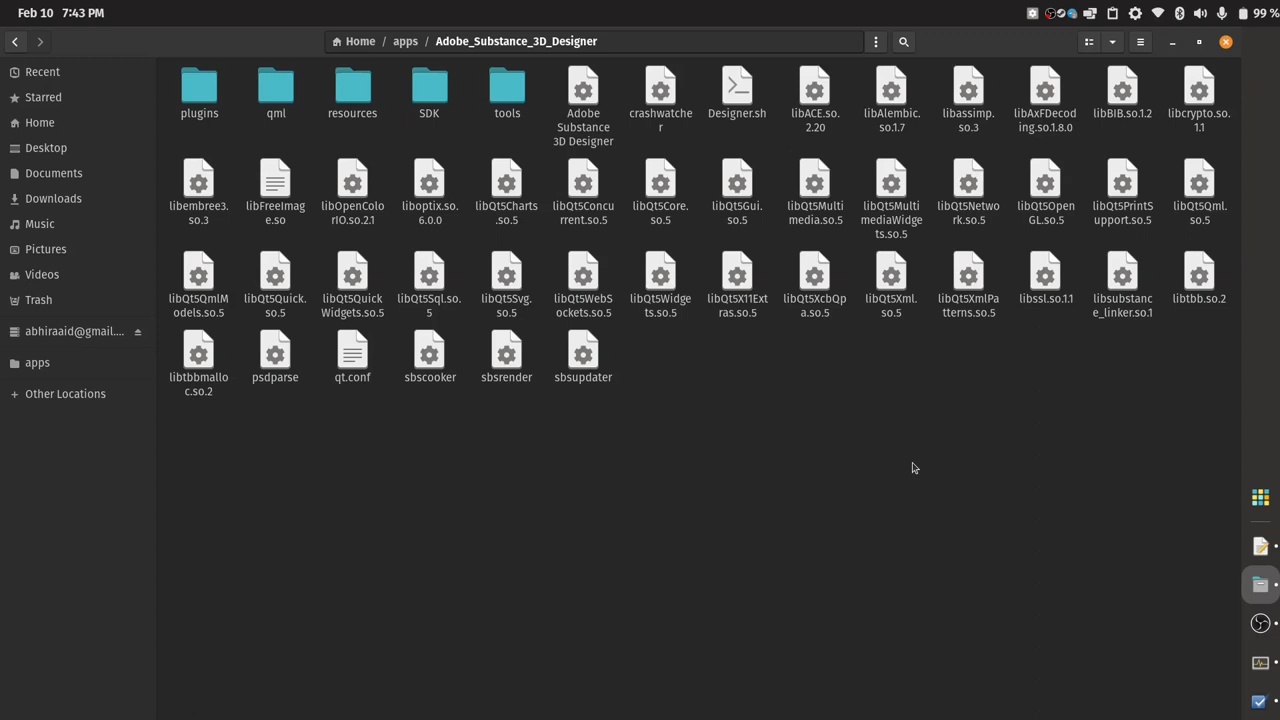 Feb 10 7:43 PM
99 %
Home / apps / Adobe_Substance_3D_Designer
Recent
Starred
Home
Desktop
Documents
Downloads
Music
Pictures
Videos
Trash
abhiraaid@gmail....
apps
Other Locations
plugins
qml
resources
SDK
tools
Adobe
Substance
3D Designer
crashwatche
r
Designer.sh
libACE.so.
2.20
libAlembic.
so.1.7
libassimp.
so.3
libAxFDecod
ing.so.1.8.0
libBIB.so.1.2
libcrypto.so.
1.1
libembree3.
so.3
libFreeImag
e.so
libOpenColo
rIO.so.2.1
liboptix.so.
6.0.0
libQt5Charts
.so.5
libQt5Concu
rrent.so.5
libQt5Core.
so.5
libQt5Gui.
so.5
libQt5Multi
media.so.5
libQt5Multi
mediaWidge
ts.so.5
libQt5Netwo
rk.so.5
libQt5Open
GL.so.5
libQt5PrintS
upport.so.5
libQt5Qml.
so.5
libQt5QmlM
odels.so.5
libQt5Quick.
so.5
libQt5Quick
Widgets.so.5
libQt5Sql.so.
5
libQt5Svg.
so.5
libQt5WebS
ockets.so.5
libQt5Widge
ts.so.5
libQt5X11Ext
ras.so.5
libQt5XcbQp
a.so.5
libQt5Xml.
so.5
libQt5XmlPa
tterns.so.5
libssl.so.1.1
libsubstanc
e_linker.so.1
libtbb.so.2
libtbbmallo
c.so.2
psdparse
qt.conf
sbscooker
sbsrender
sbsupdater